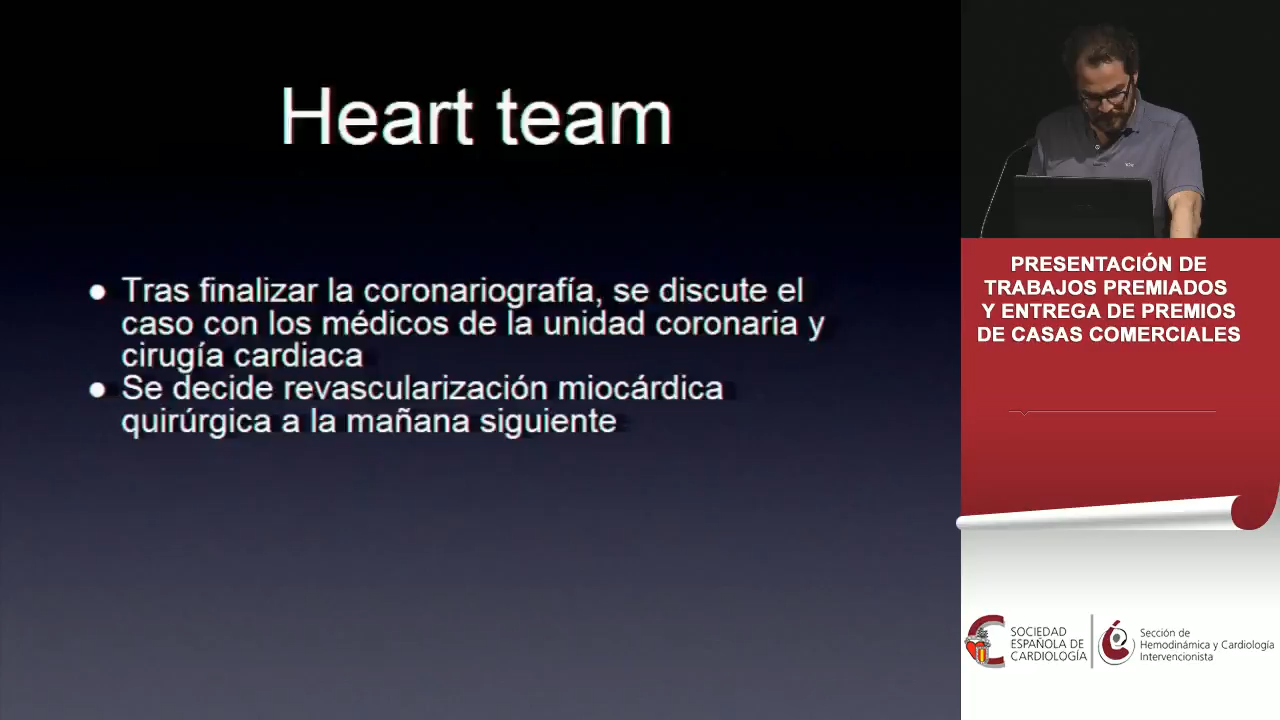 Heart team
● Tras finalizar la coronariografía, se discute el
caso con los médicos de la unidad coronaria y
cirugía cardiaca
● Se decide revascularización miocárdica
quirúrgica a la mañana siguiente
PRESENTACIÓN DE
TRABAJOS PREMIADOS
Y ENTREGA DE PREMIOS
DE CASAS COMERCIALES
SOCIEDAD
ESPAÑOLA DE
CARDIOLOGÍA
Sección de
Hemodinámica y Cardiología
Intervencionista